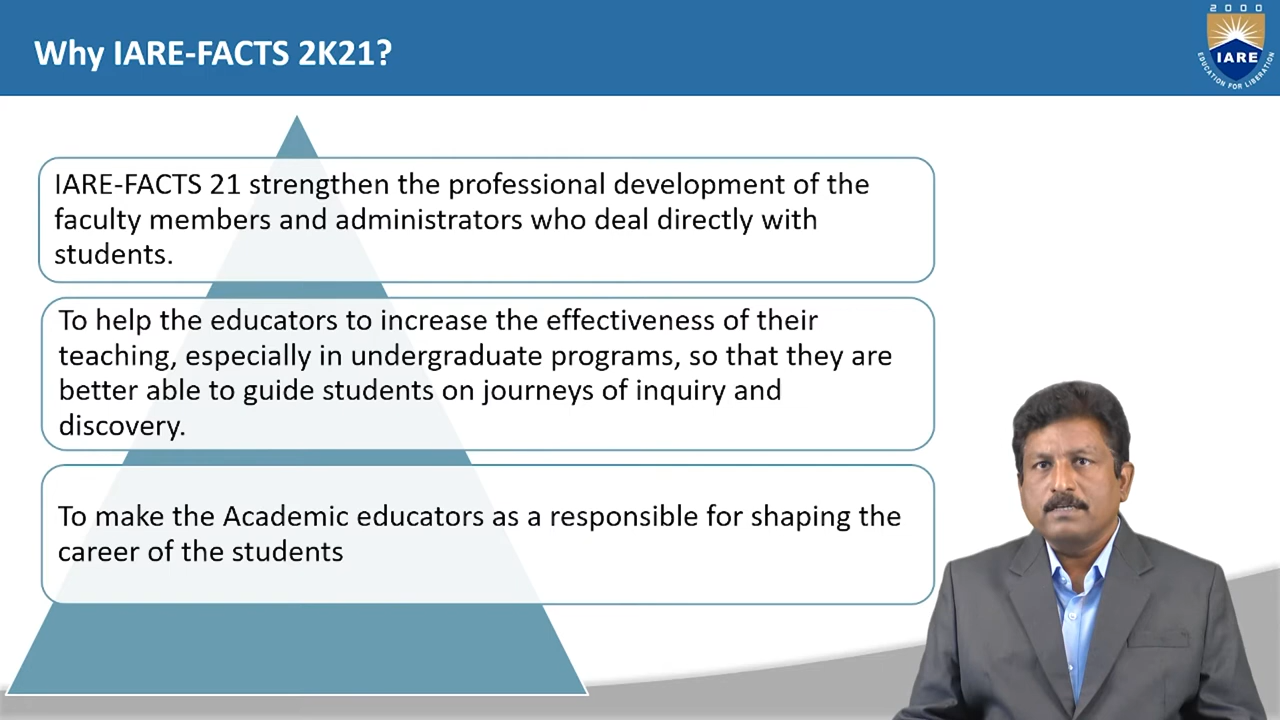 Why IARE-FACTS 2K21?
2000
IARE
EDUCATION FOR LIBERATION
IARE-FACTS 21 strengthen the professional development of the
faculty members and administrators who deal directly with
students.
To help the educators to increase the effectiveness of their
teaching, especially in undergraduate programs, so that they are
better able to guide students on journeys of inquiry and
discovery.
To make the Academic educators as a responsible for shaping the
career of the students